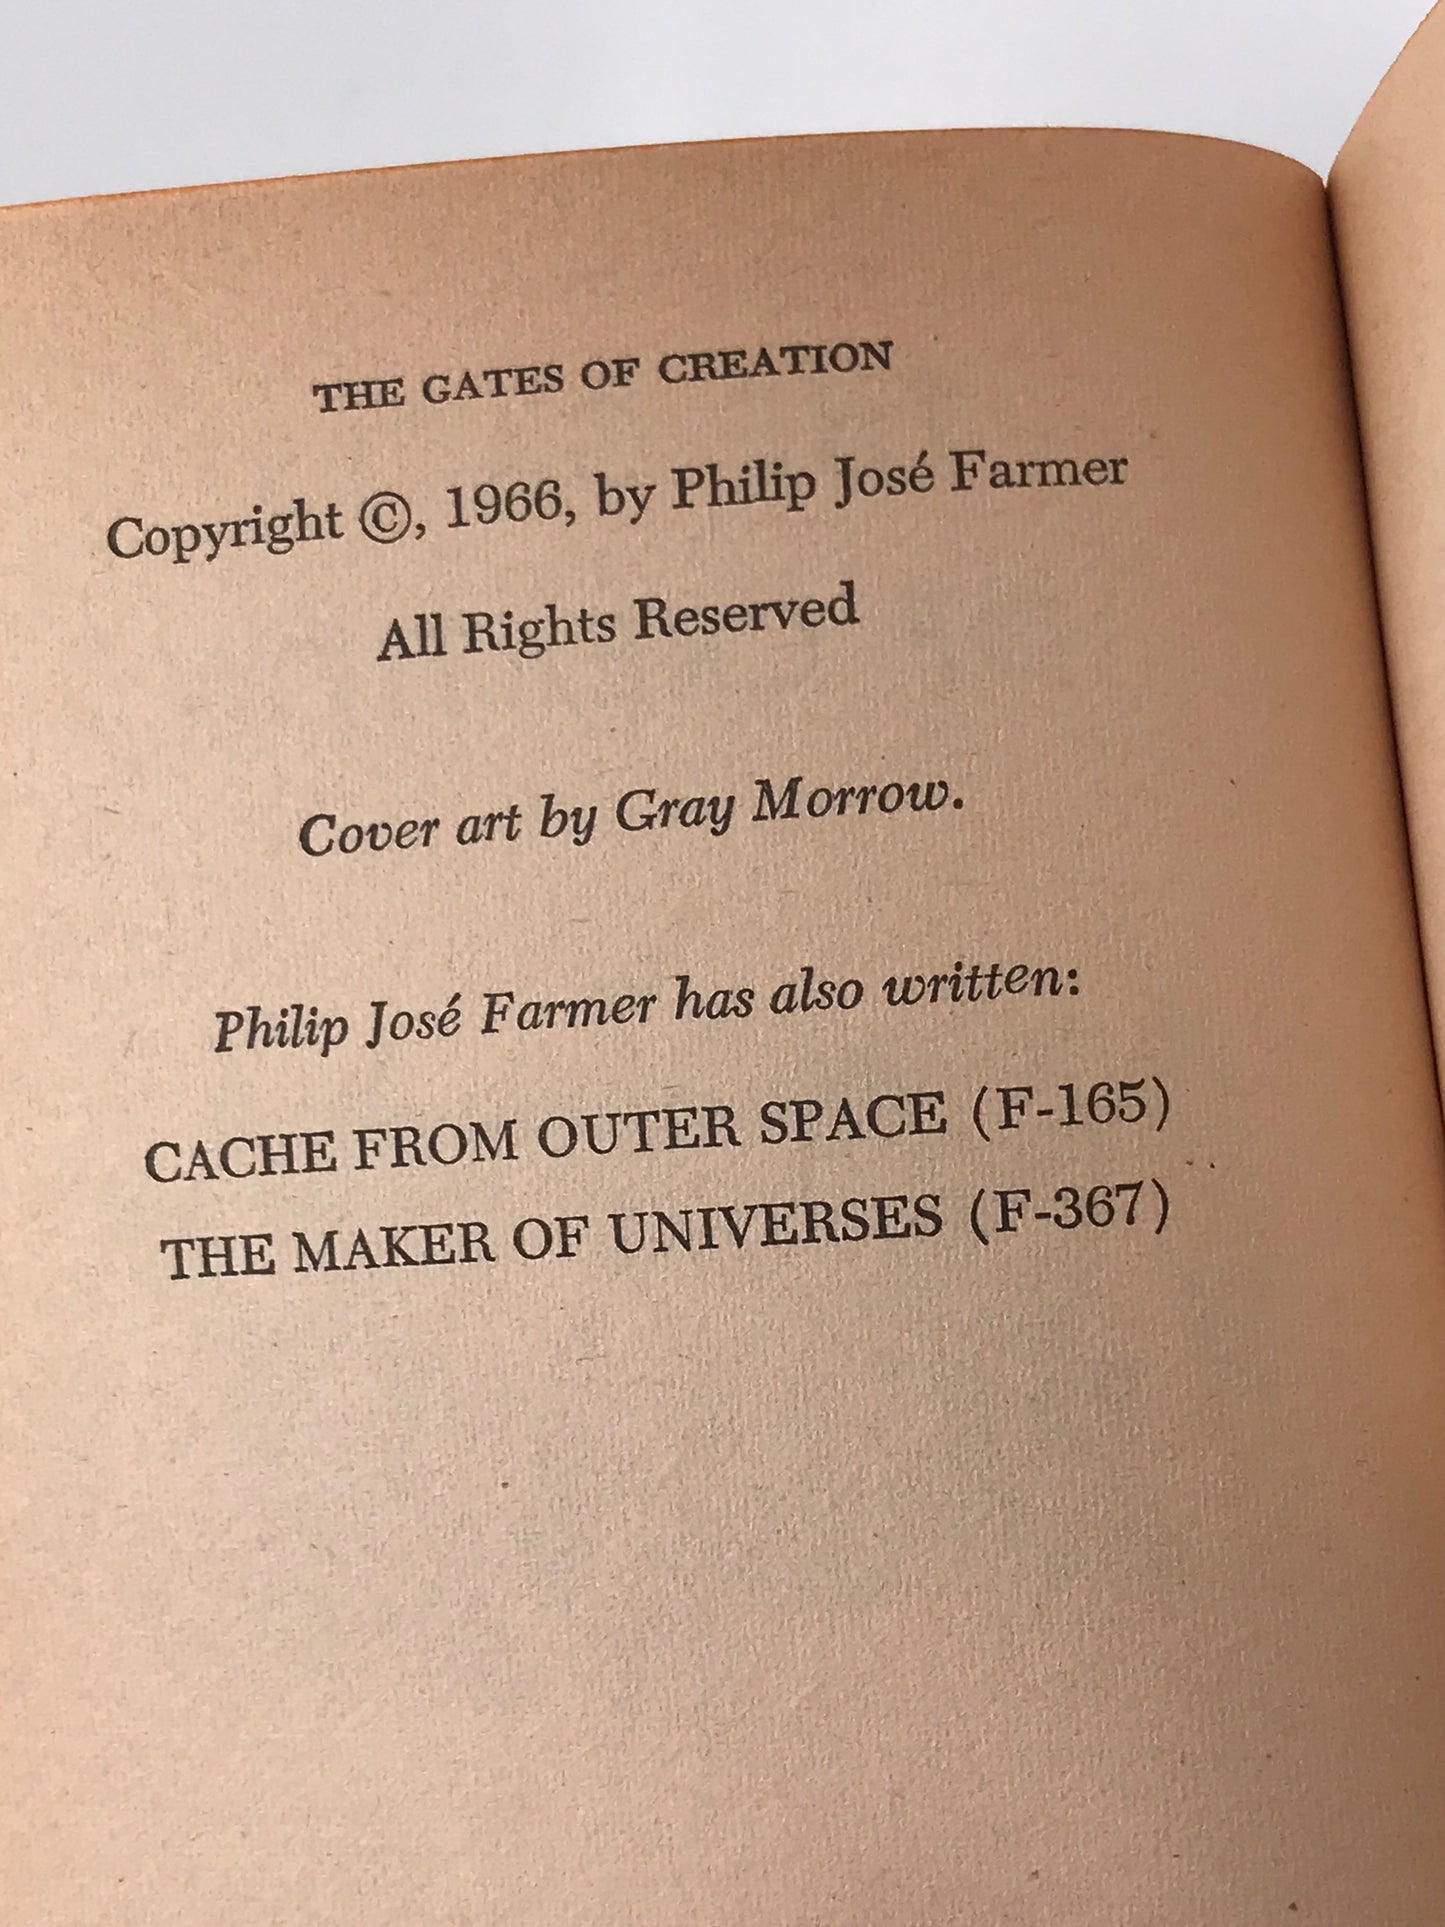 THE GATES OF CREATION
Copyright ©, 1966, by Philip José Farmer
All Rights Reserved
Cover art by Gray Morrow.
Philip José Farmer has also written:
CACHE FROM OUTER SPACE (F-165)
THE MAKER OF UNIVERSES (F-367)